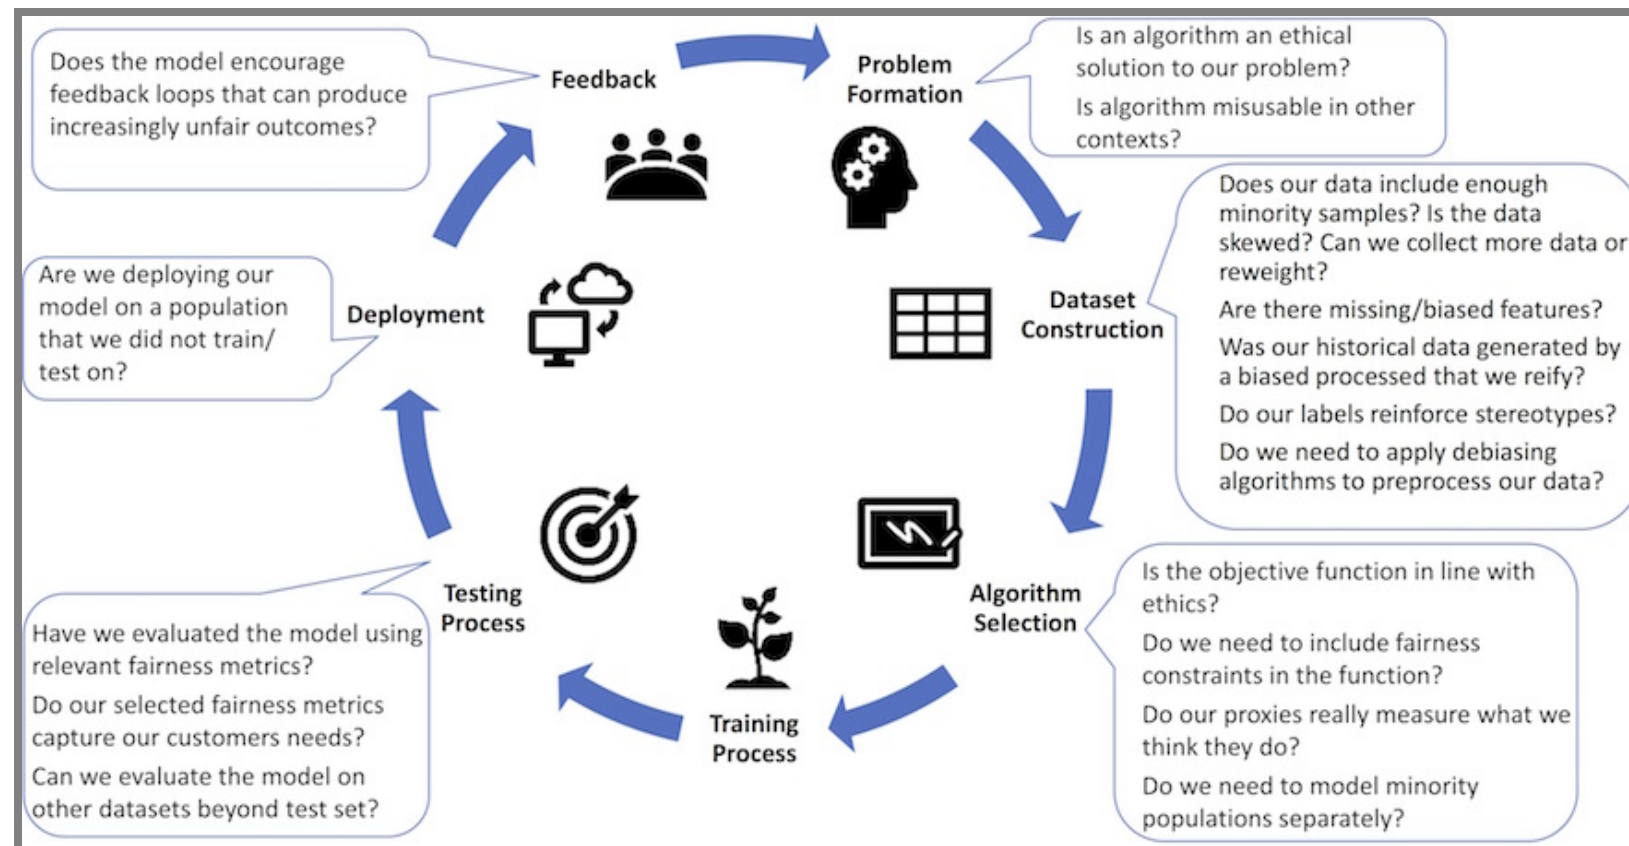 Does the model encourage
feedback loops that can produce
increasingly unfair outcomes?
Feedback
Problem
Formation
Is an algorithm an ethical
solution to our problem?
Is algorithm misusable in other
contexts?
Does our data include enough
minority samples? Is the data
skewed? Can we collect more data or
reweight?
Are there missing/biased features?
Was our historical data generated by
a biased processed that we reify?
Do our labels reinforce stereotypes?
Do we need to apply debiasing
algorithms to preprocess our data?
Dataset
Construction
Are we deploying our
model on a population
that we did not train/
test on?
Deployment
Algorithm
Selection
Is the objective function in line with
ethics?
Do we need to include fairness
constraints in the function?
Do our proxies really measure what we
think they do?
Do we need to model minority
populations separately?
Training
Process
Testing
Process
Have we evaluated the model using
relevant fairness metrics?
Do our selected fairness metrics
capture our customers needs?
Can we evaluate the model on
other datasets beyond test set?